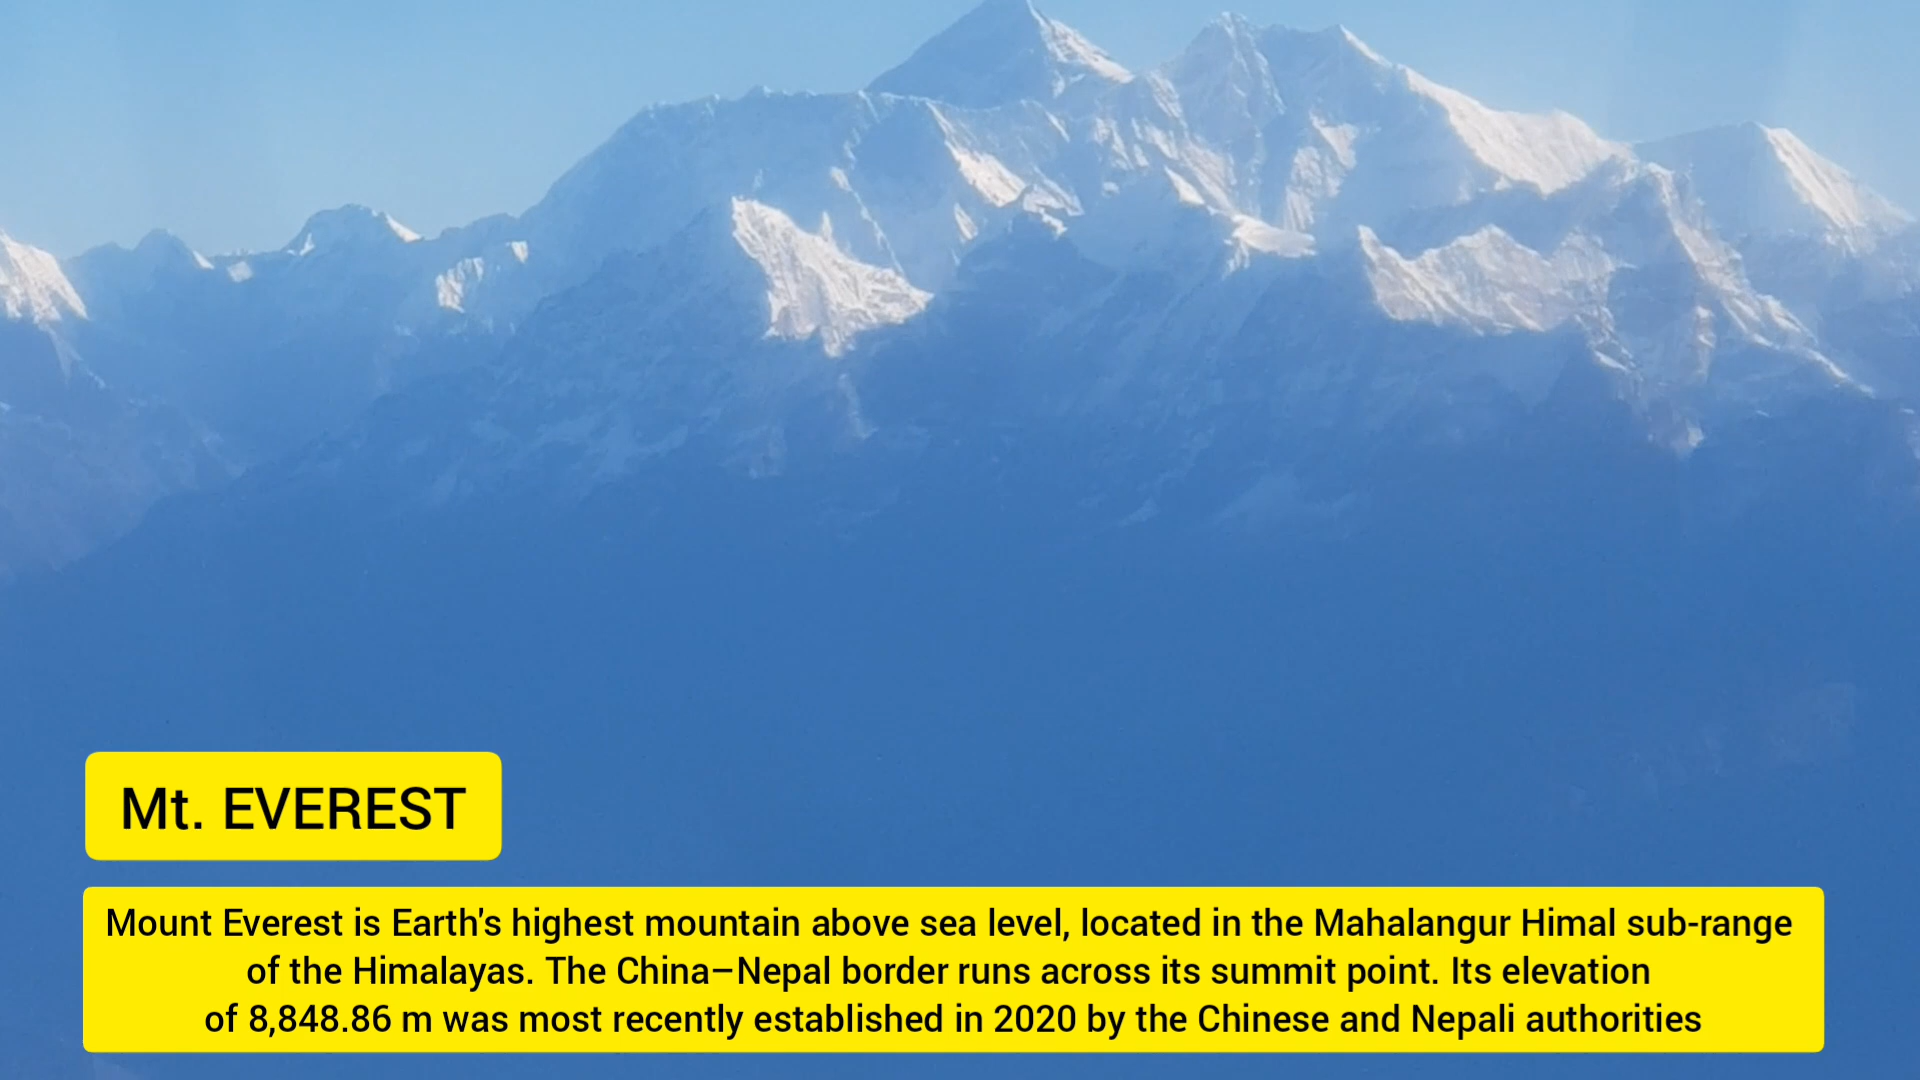 Mt. EVEREST
Mount Everest is Earth's highest mountain above sea level, located in the Mahalangur Himal sub-range
of the Himalayas. The China–Nepal border runs across its summit point. Its elevation
of 8,848.86 m was most recently established in 2020 by the Chinese and Nepali authorities